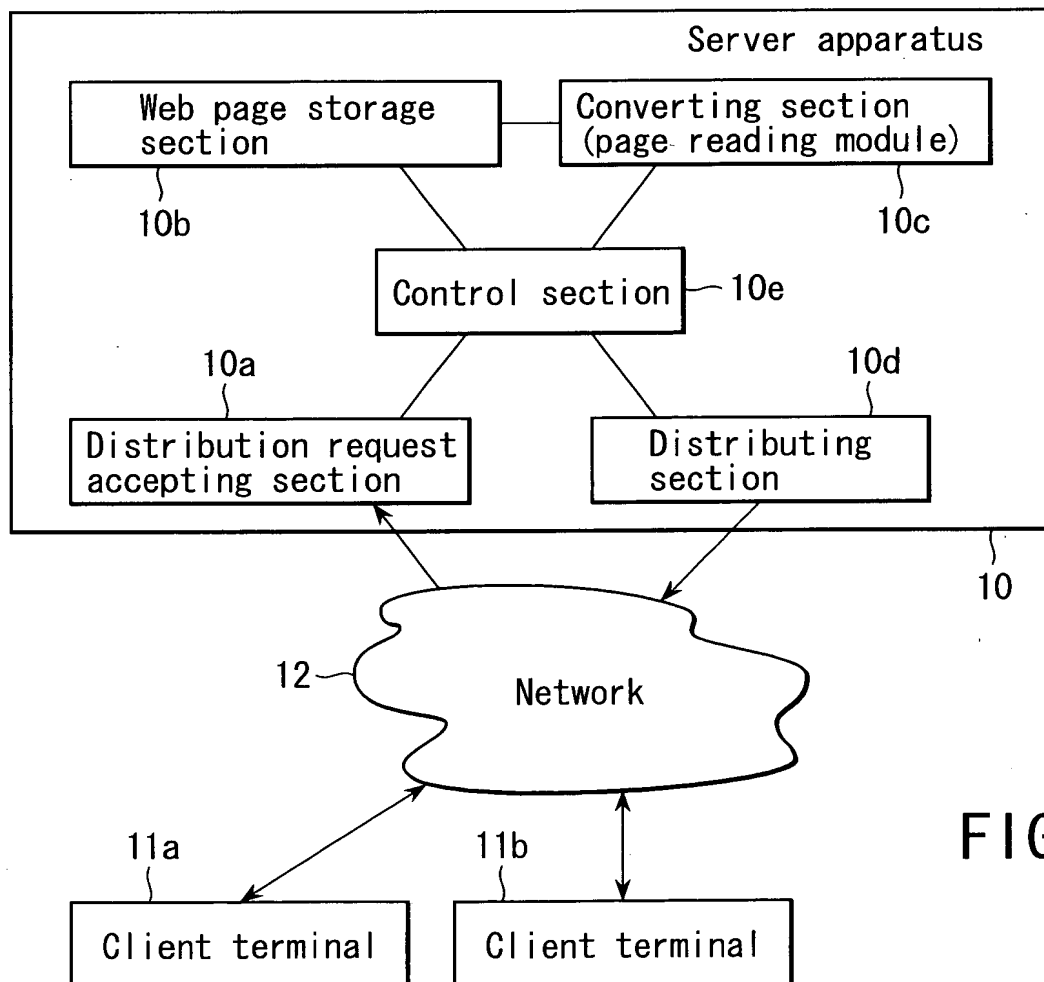 Server apparatus
Web page storage
section
Converting section
(page reading module)
10b
10c
Control section
10e
10a
10d
Distribution request
accepting section
Distributing
section
10
12
Network
11a
11b
FIG
Client terminal
Client terminal